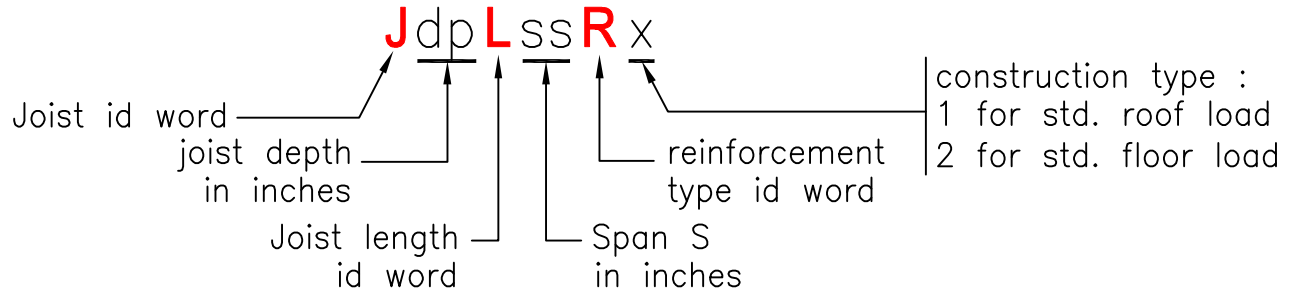 JdpLssRx
construction type :
1 for std. roof load
2 for std. floor load
Joist id word
joist depth
in inches
reinforcement
type id word
Joist length
id word
Span S
in inches